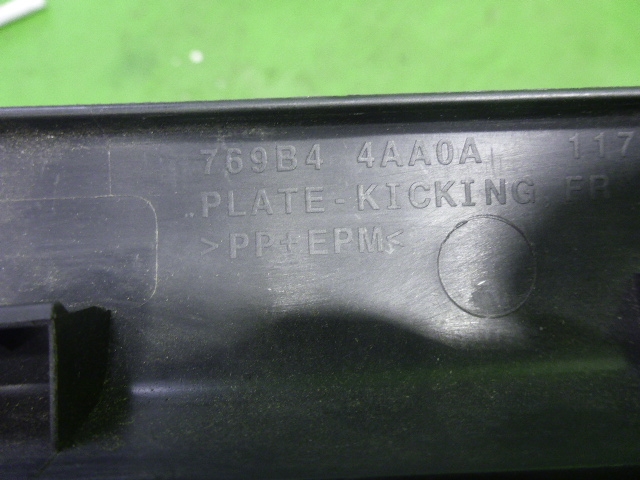 769B4 4AA0A 117
PLATE-KICKING FR
>PP+EPM<